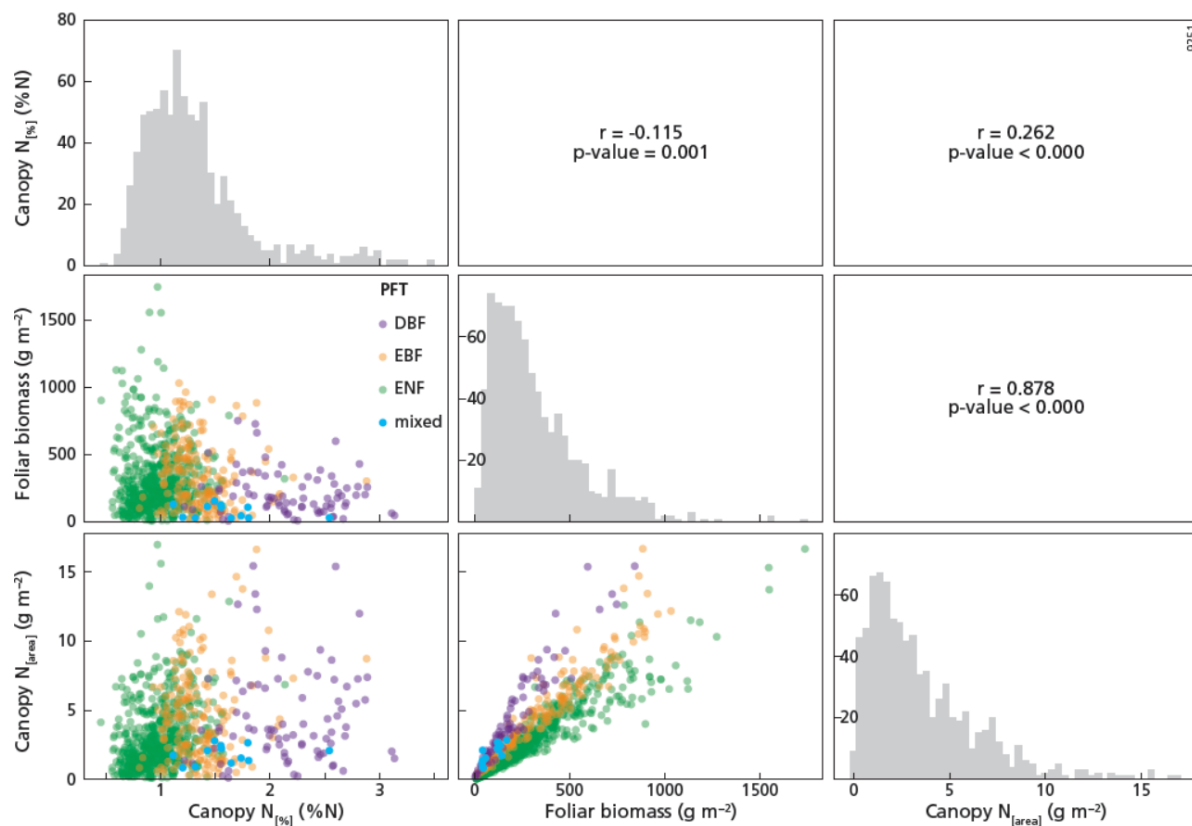 80
60
40
20
0
Canopy N[%] (%N)
r = -0.115
p-value = 0.001
r = 0.262
p-value < 0.000
9351
1500
1000
500
0
Foliar biomass (g m⁻²)
PFT
DBF
EBF
ENF
mixed
60
40
20
r = 0.878
p-value < 0.000
15
10
5
0
Canopy N[area] (g m⁻²)
60
40
20
1 2 3
Canopy N[%] (%N)
0 500 1000 1500
Foliar biomass (g m⁻²)
0 5 10 15
Canopy N[area] (g m⁻²)